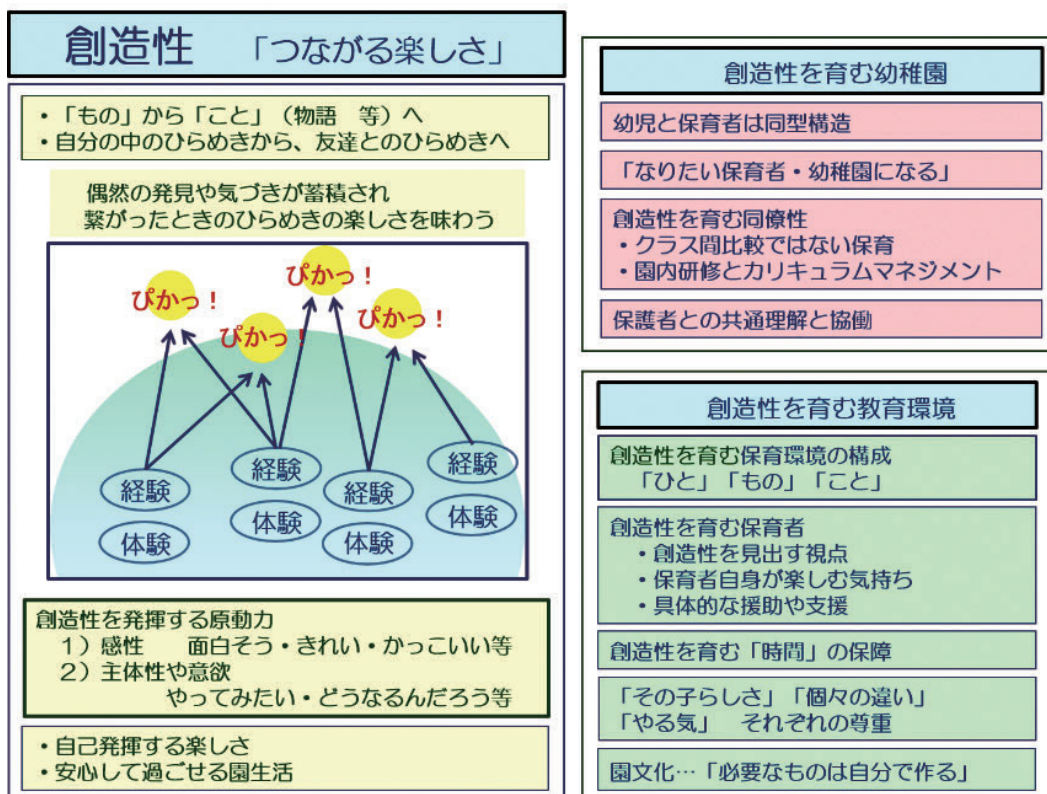 創造性 「つながる楽しさ」
・「もの」から「こと」（物語　等）へ
・自分の中のひらめきから、友達とのひらめきへ
偶然の発見や気づきが蓄積され
繋がったときのひらめきの楽しさを味わう
ぴかっ！
ぴかっ！
ぴかっ！
ぴかっ！
経験
経験
経験
経験
体験
体験
体験
体験
創造性を発揮する原動力
１）感性　面白そう・きれい・かっこいい等
２）主体性や意欲
やってみたい・どうなるんだろう等
・自己発揮する楽しさ
・安心して過ごせる園生活
創造性を育む幼稚園
幼児と保育者は同型構造
「なりたい保育者・幼稚園になる」
創造性を育む同僚性
・クラス間比較ではない保育
・園内研修とカリキュラムマネジメント
保護者との共通理解と協働
創造性を育む教育環境
創造性を育む保育環境の構成
「ひと」「もの」「こと」
創造性を育む保育者
・創造性を見出す視点
・保育者自身が楽しむ気持ち
・具体的な援助や支援
創造性を育む「時間」の保障
「その子らしさ」「個々の違い」
「やる気」　それぞれの尊重
園文化…「必要なものは自分で作る」